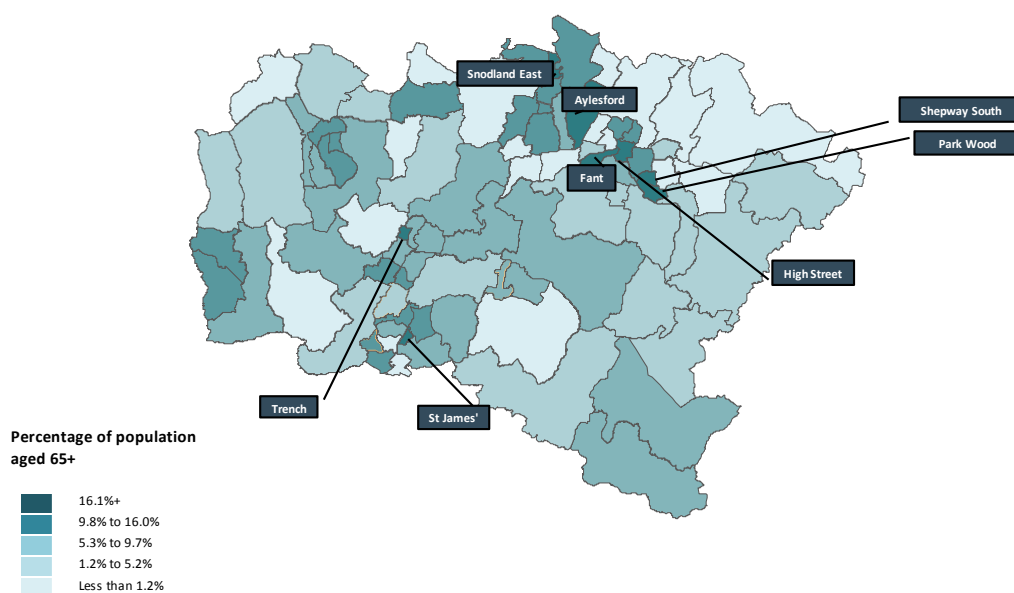 Snodland East
Aylesford
Shepway South
Park Wood
Fant
High Street
Trench
St James'
Percentage of population
aged 65+
16.1%+
9.8% to 16.0%
5.3% to 9.7%
1.2% to 5.2%
Less than 1.2%